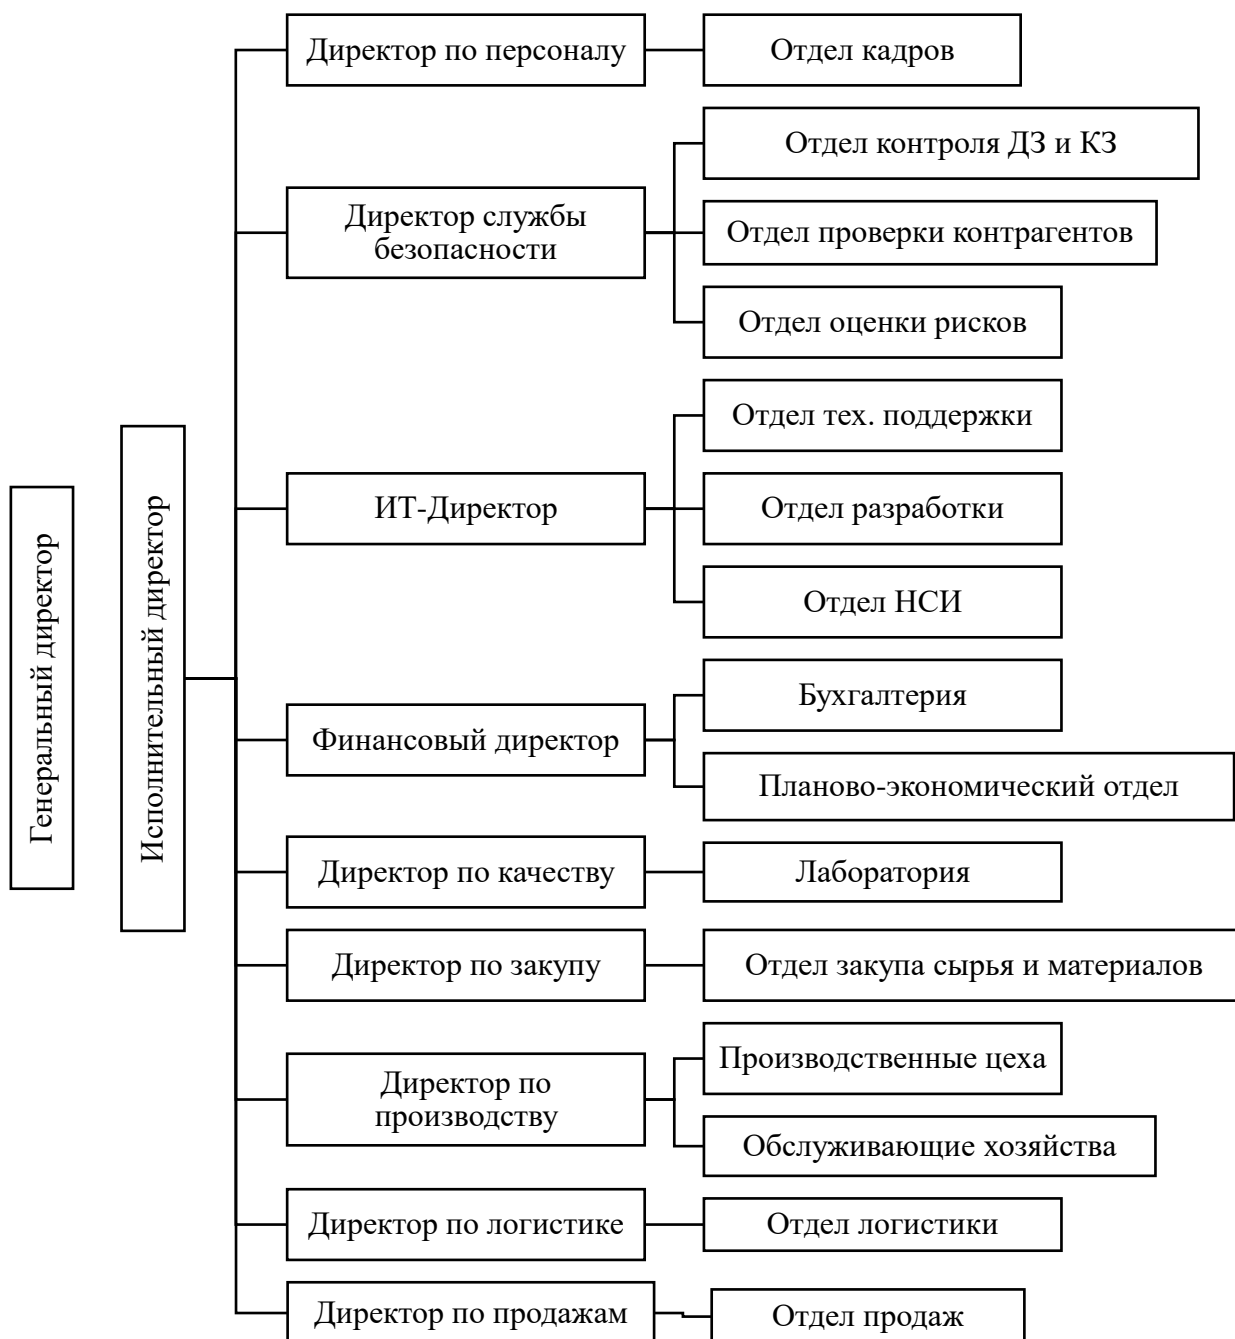 Генеральный директор
Исполнительный директор
Директор по персоналу
Отдел кадров
Директор службы
безопасности
Отдел контроля ДЗ и КЗ
Отдел проверки контрагентов
Отдел оценки рисков
ИТ-Директор
Отдел тех. поддержки
Отдел разработки
Отдел НСИ
Финансовый директор
Бухгалтерия
Планово-экономический отдел
Директор по качеству
Лаборатория
Директор по закупу
Отдел закупа сырья и материалов
Директор по
производству
Производственные цеха
Обслуживающие хозяйства
Директор по логистике
Отдел логистики
Директор по продажам
Отдел продаж